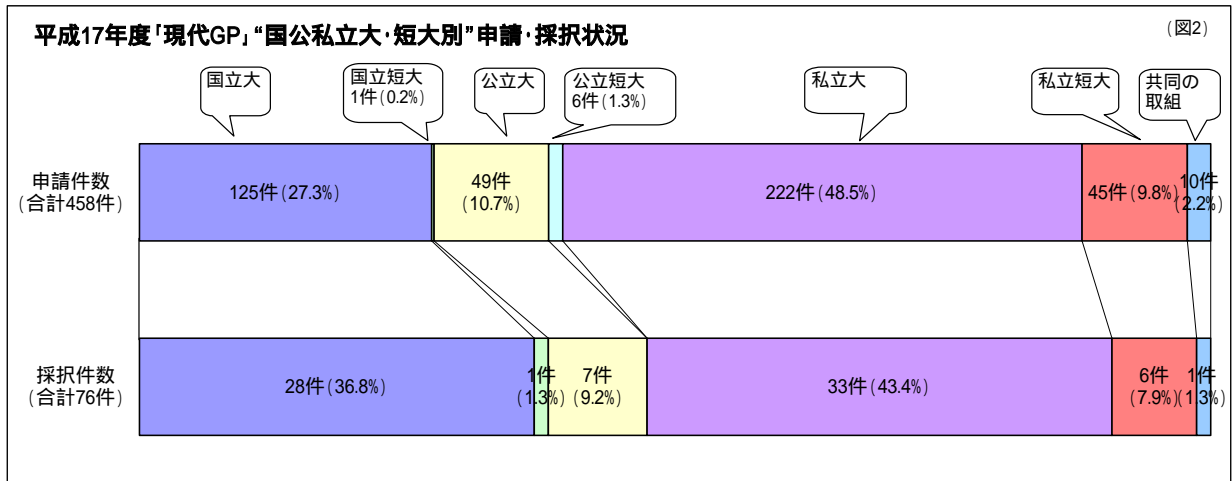 (図2)
平成17年度「現代GP」“国公私立大・短大別”申請・採択状況
国立大
国立短大
1件(0.2%)
公立大
公立短大
6件(1.3%)
私立大
私立短大
共同の
取組
申請件数
(合計458件)
125件(27.3%)
49件
(10.7%)
222件(48.5%)
45件(9.8%)
10件
(2.2%)
採択件数
(合計76件)
28件(36.8%)
1件
(1.3%)
7件
(9.2%)
33件(43.4%)
6件
(7.9%)
1件
(1.3%)